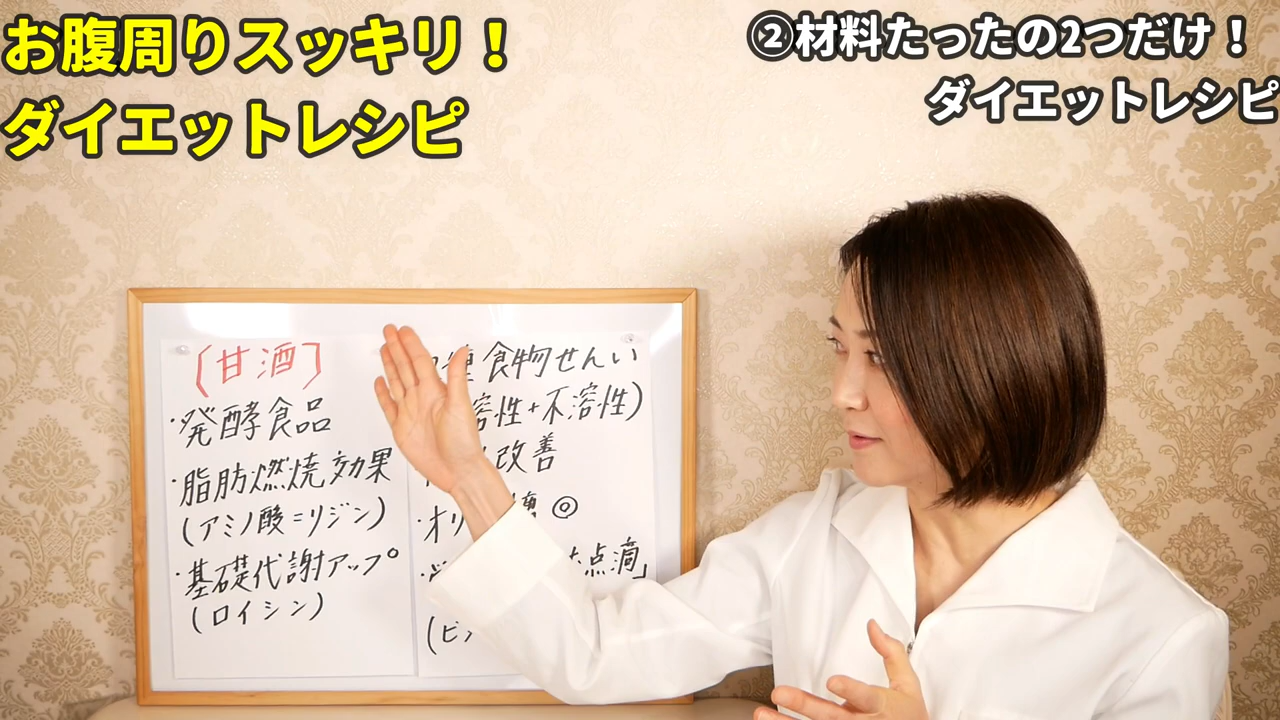 お腹周りスッキリ！
ダイエットレシピ
②材料たったの2つだけ！
ダイエットレシピ
〔甘酒〕
・発酵食品
・脂肪燃焼効果
(アミノ酸=リジン)
・基礎代謝アップ
(ロイシン)
種 食物せんい
溶性+不溶性)
改善
・オリ 糖 ◎
点滴」
(ビ